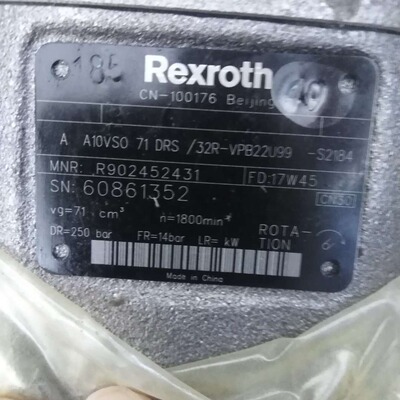 185
Rexroth
CN-100176 Beijing
A A10VSO 71 DRS /32R-VPB22U99 -S2184
MNR: R902452431 FD:17W45
SN: 60861352 CN30
vg=71 cm³ n=1800min⁻¹ ROTA-
DR=250 bar FR=14bar LR= kW TION
Made in China